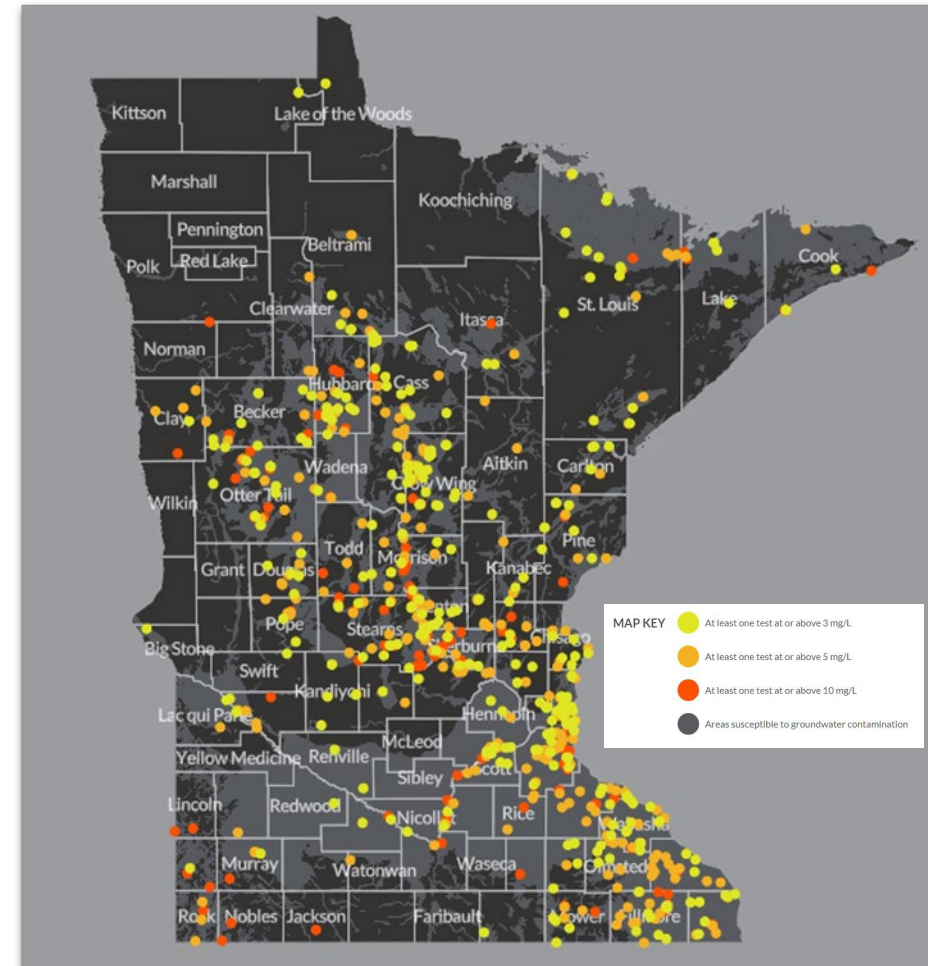 Kittson
Lake of the Woods
Marshall
Koochiching
Pennington
Beltrami
Red Lake
Polk
Cook
Clearwater
St. Louis
Lake
Itasca
Norman
Hubbard
Cass
Clay
Becker
Wadena
Aitkin
Carlton
Crow Wing
Otter Tail
Wilkin
Todd
Pine
Morrison
Grant
Douglas
Kanabec
Benton
Pope
Stearns
Chisago
Sherburne
Big Stone
Swift
Kandiyohi
Lac qui Parle
Hennepin
McLeod
Yellow Medicine
Renville
Scott
Sibley
Lincoln
Redwood
Rice
Nicollet
Wabasha
Murray
Watonwan
Waseca
Olmsted
Rock
Nobles
Jackson
Faribault
Mower
Fillmore
MAP KEY
At least one test at or above 3 mg/L
At least one test at or above 5 mg/L
At least one test at or above 10 mg/L
Areas susceptible to groundwater contamination